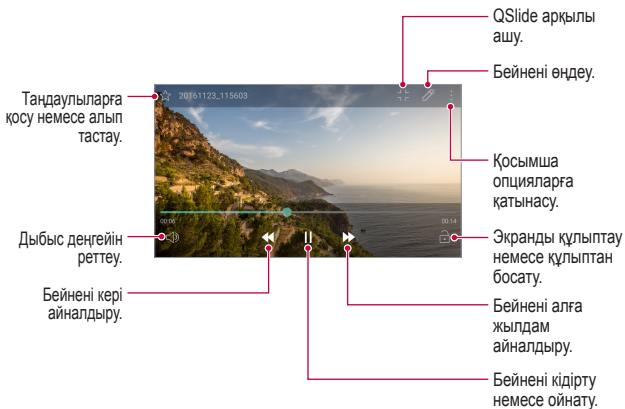 QSlide арқылы
ашу.
Бейнені өңдеу.
Таңдаулыларға
қосу немесе алып
тастау.
20161123_115603
Қосымша
опцияларға
қатынасу.
00:06
00:14
Дыбыс деңгейін
реттеу.
Экранды құлыптау
немесе құлыптан
босату.
Бейнені кері
айналдыру.
Бейнені алға
жылдам
айналдыру.
Бейнені кідірту
немесе ойнату.